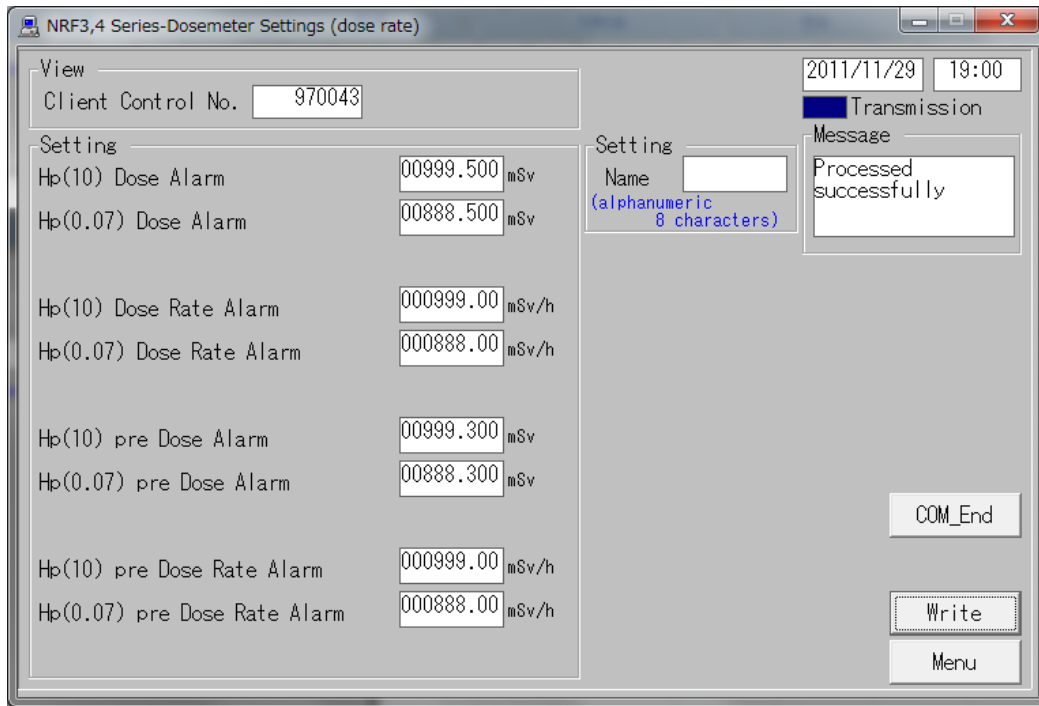 NRF3,4 Series-Dosemeter Settings (dose rate)
View
Client Control No. 970043
2011/11/29 19:00
Transmission
Setting
Hp(10) Dose Alarm 00999.500 mSv
Hp(0.07) Dose Alarm 00888.500 mSv
Hp(10) Dose Rate Alarm 000999.00 mSv/h
Hp(0.07) Dose Rate Alarm 000888.00 mSv/h
Hp(10) pre Dose Alarm 00999.300 mSv
Hp(0.07) pre Dose Alarm 00888.300 mSv
Hp(10) pre Dose Rate Alarm 000999.00 mSv/h
Hp(0.07) pre Dose Rate Alarm 000888.00 mSv/h
Setting
Name
(alphanumeric
8 characters)
Message
Processed
successfully
COM_End
Write
Menu